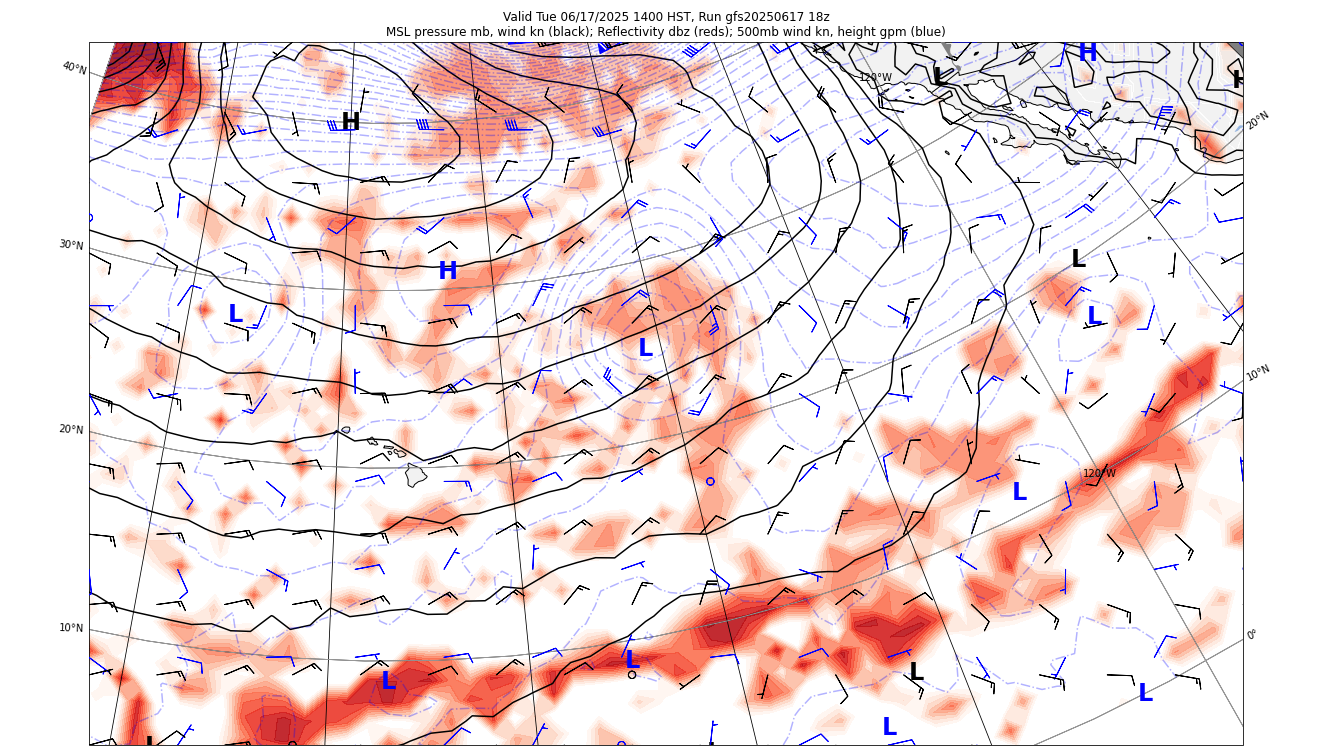 Valid Tue 06/17/2025 1400 HST, Run gfs20250617 18z
MSL pressure mb, wind kn (black); Reflectivity dbz (reds); 500mb wind kn, height gpm (blue)
40°N
120°W
L
H
H
20°N
H
30°N
H
L
L
L
L
L
10°N
20°N
120°W
L
10°N
0°
L
L
L
L
L
L